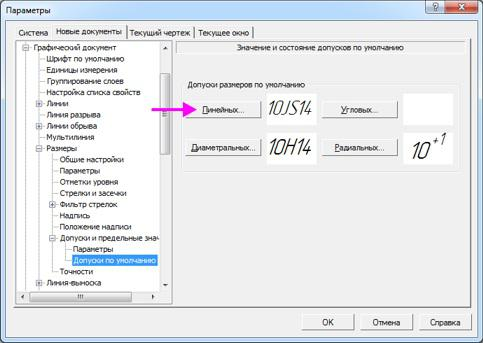 Параметры
Система Новые документы Текущий чертеж Текущее окно
Графический документ
Шрифт по умолчанию
Единицы измерения
Группирование слоев
Настройка списка свойств
Линии
Линия разрыва
Линии обрыва
Мультилиния
Размеры
Общие настройки
Параметры
Отметки уровня
Стрелки и засечки
Фильтр стрелок
Надпись
Положение надписи
Допуски и предельные знач
Параметры
Допуски по умолчанию
Точности
Линия-выноска
Значение и состояние допусков по умолчанию
Допуски размеров по умолчанию
Линейных... 10JS14 Угловых...
Диаметральных... 10H14 Радиальных... 10+1
OK Отмена Справка